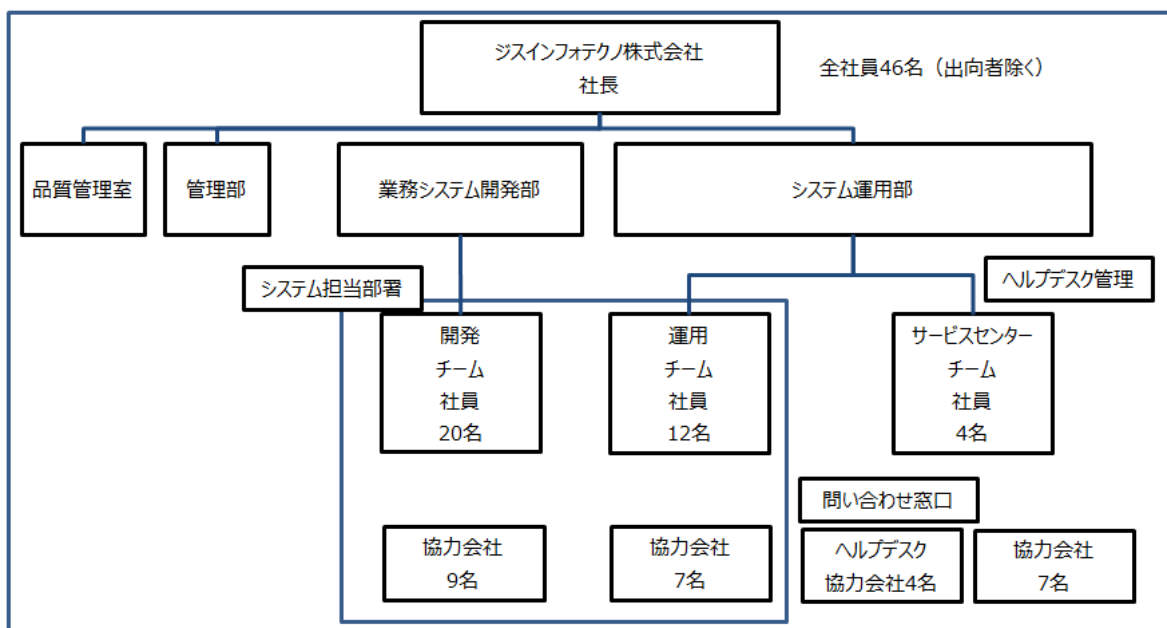 ジスインフォテクノ株式会社
社長
全社員46名（出向者除く）
品質管理室
管理部
業務システム開発部
システム運用部
システム担当部署
ヘルプデスク管理
開発
チーム
社員
20名
運用
チーム
社員
12名
サービスセンター
チーム
社員
4名
問い合わせ窓口
協力会社
9名
協力会社
7名
ヘルプデスク
協力会社4名
協力会社
7名